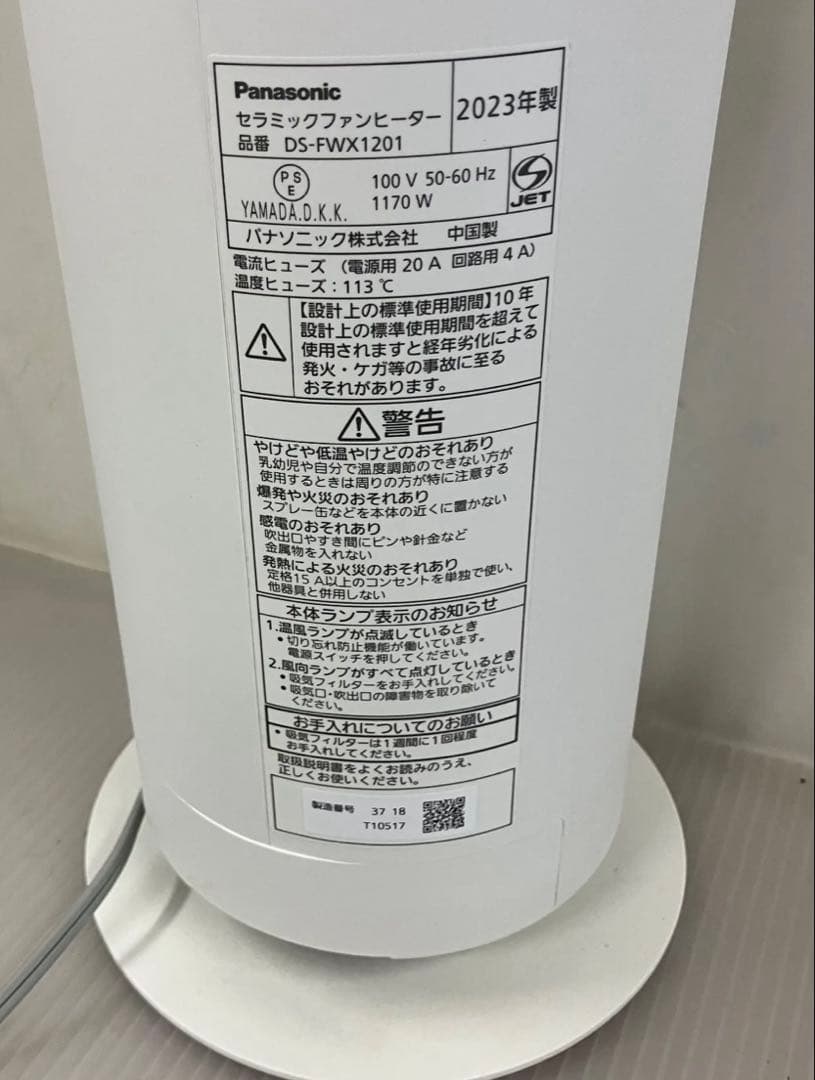 Panasonic
セラミックファンヒーター
品番 DS-FWX1201
2023年製
PSE
YAMADA.D.K.K.
100 V 50-60 Hz
1170 W
JET
パナソニック株式会社 中国製
電流ヒューズ (電源用 20 A 回路用 4 A)
温度ヒューズ:113 ℃
【設計上の標準使用期間】10 年
設計上の標準使用期間を超えて
使用されますと経年劣化による
発火・ケガ等の事故に至る
おそれがあります。
警告
やけどや低温やけどのおそれあり
乳幼児や自分で温度調節のできない方が
使用するときは周りの方が特に注意する
爆発や火災のおそれあり
スプレー缶などを本体の近くに置かない
感電のおそれあり
吹出口やすき間にピンや針金など
金属物を入れない
発熱による火災のおそれあり
定格15 A以上のコンセントを単独で使い、
他器具と併用しない
本体ランプ表示のお知らせ
1.温風ランプが点滅しているとき
•切り忘れ防止機能が働いています。
電源スイッチを押してください。
2.風向ランプがすべて点灯しているとき
•吸気フィルターをお手入れしてください。
•吸気口・吹出口の障害物を取り除いて
ください。
お手入れについてのお願い
•吸気フィルターは1週間に1回程度
お手入れしてください。
取扱説明書をよくお読みのうえ、
正しくお使いください。
製造番号 37 18
T10517